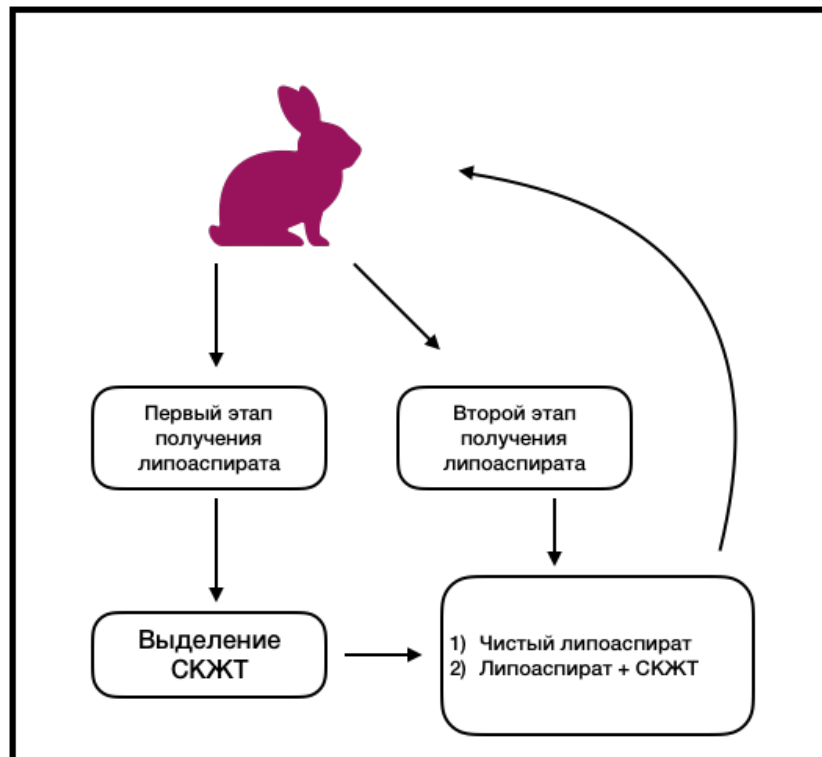 Первый этап
получения
липоаспирата
Второй этап
получения
липоаспирата
Выделение
СКЖТ
1) Чистый липоаспират
2) Липоаспират + СКЖТ